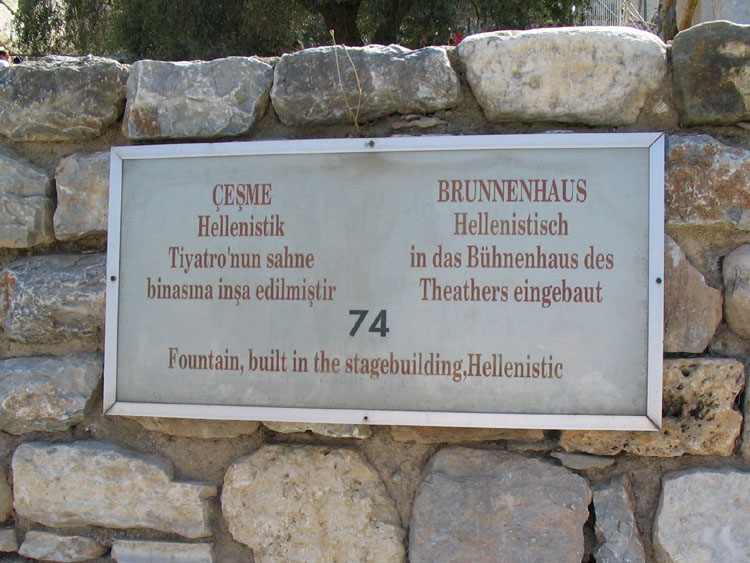 ÇEŞME
Hellenistik
Tiyatro'nun sahne
binasına inşa edilmiştir
BRUNNENHAUS
Hellenistisch
in das Bühnenhaus des
Theathers eingebaut
74
Fountain, built in the stagebuilding,Hellenistic